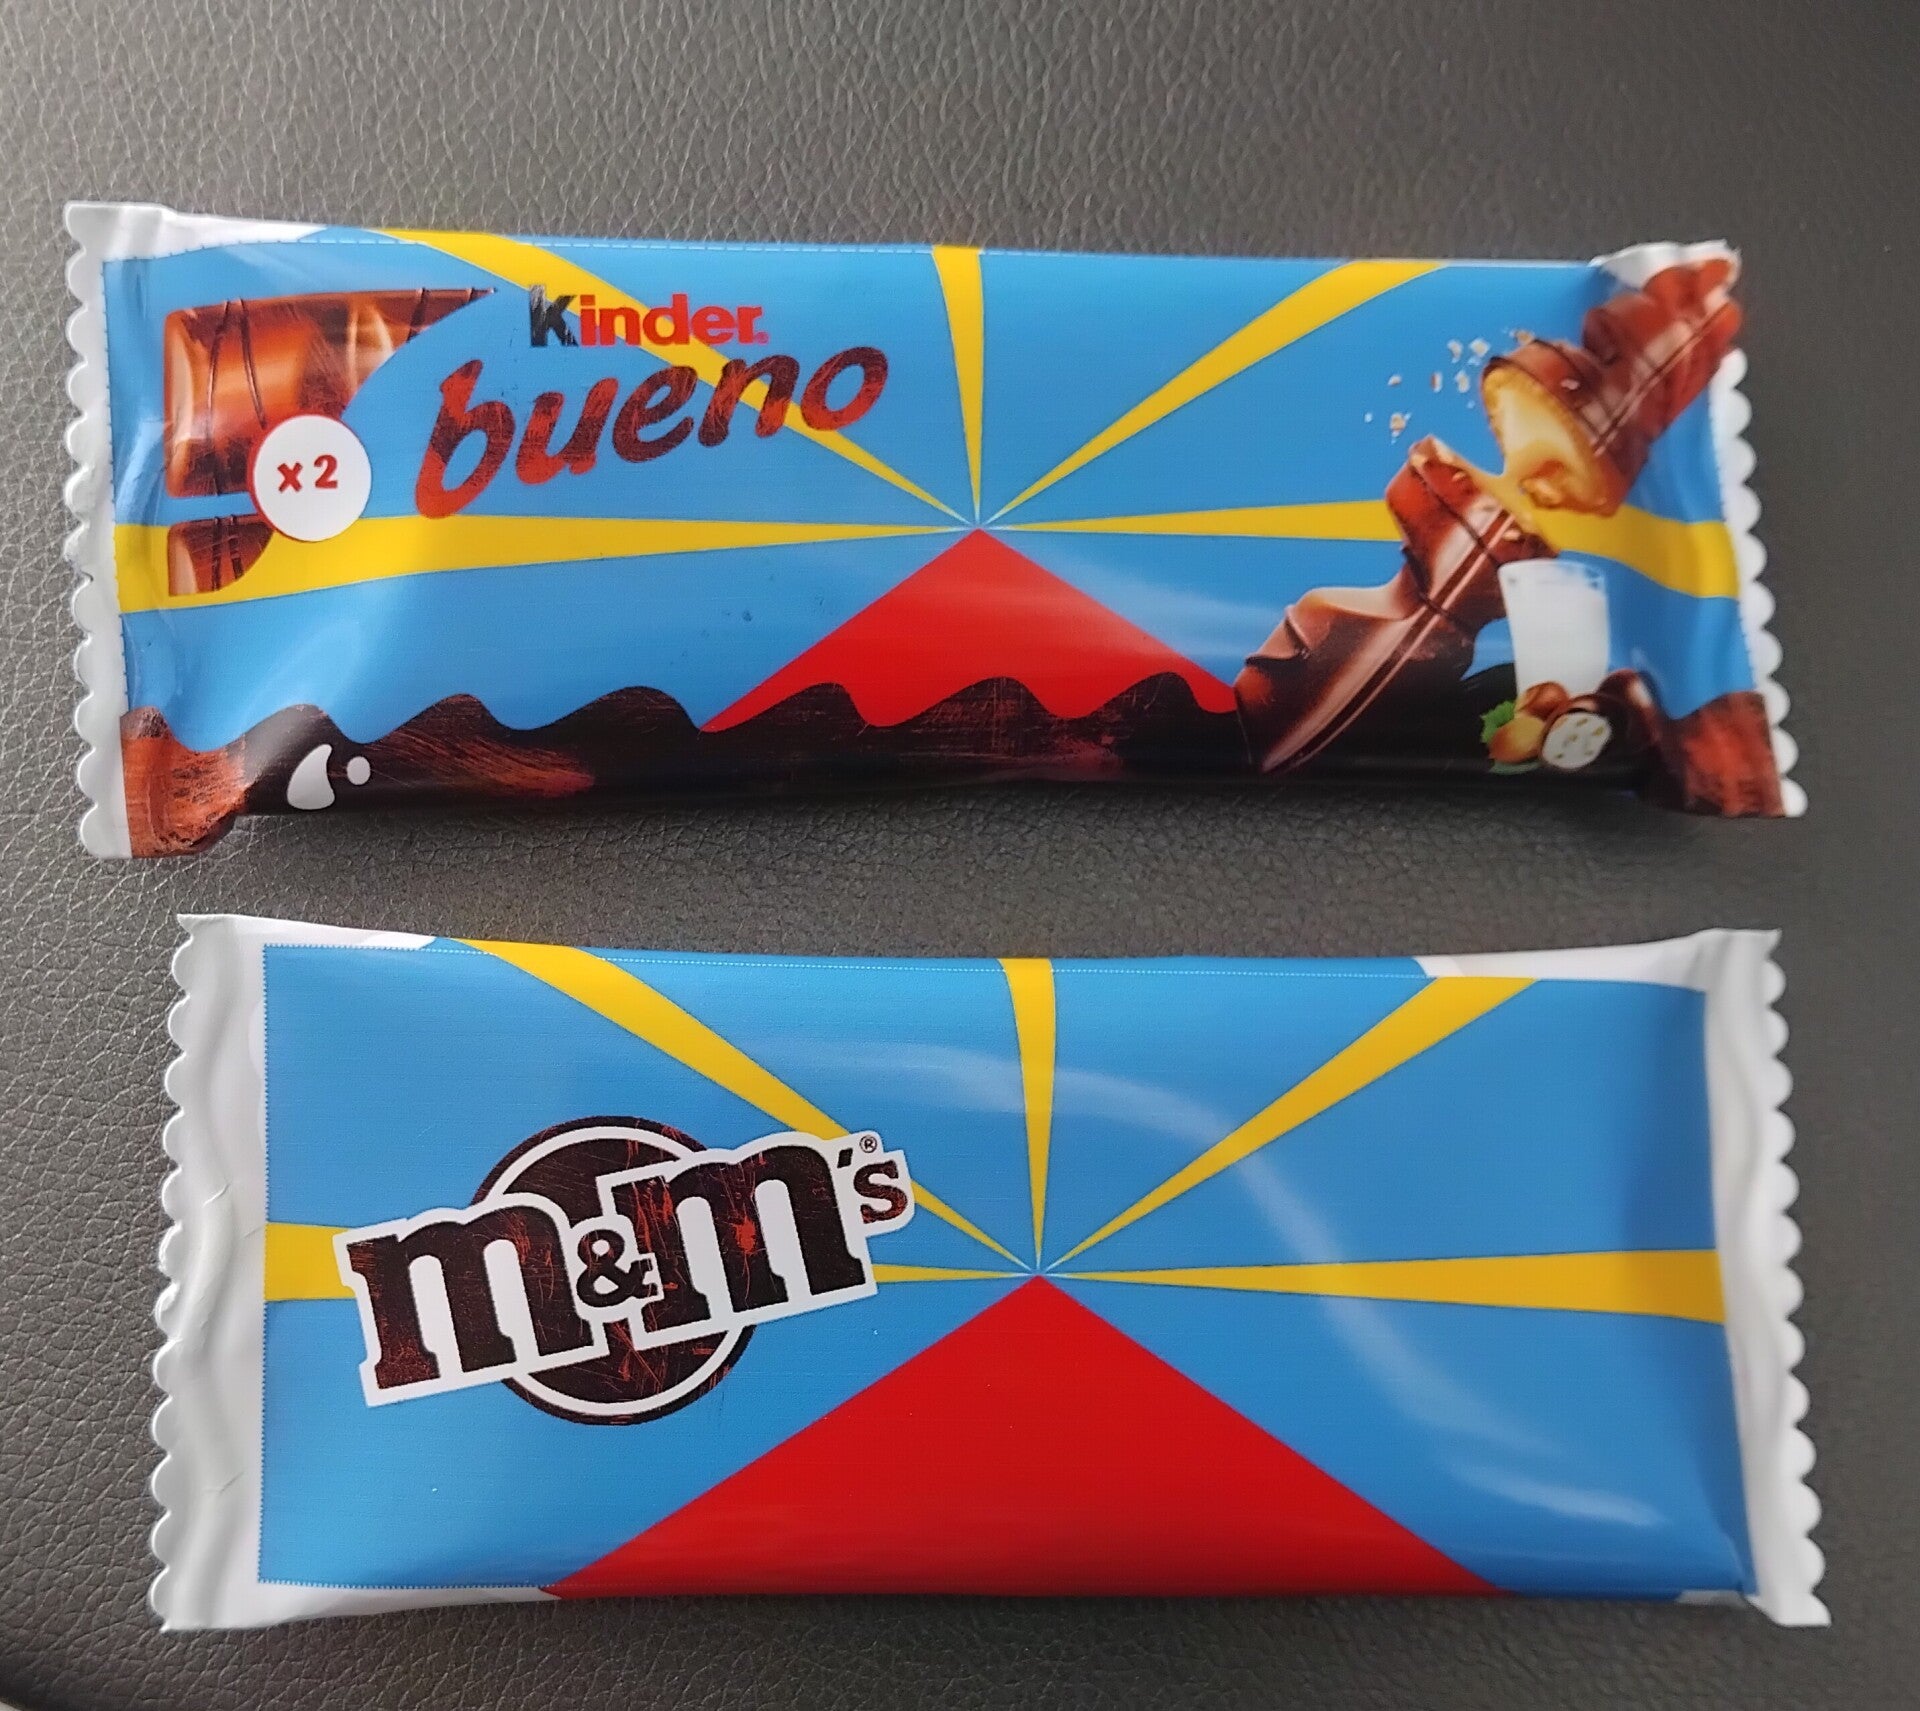 Kinder
bueno
x 2
m&m's®